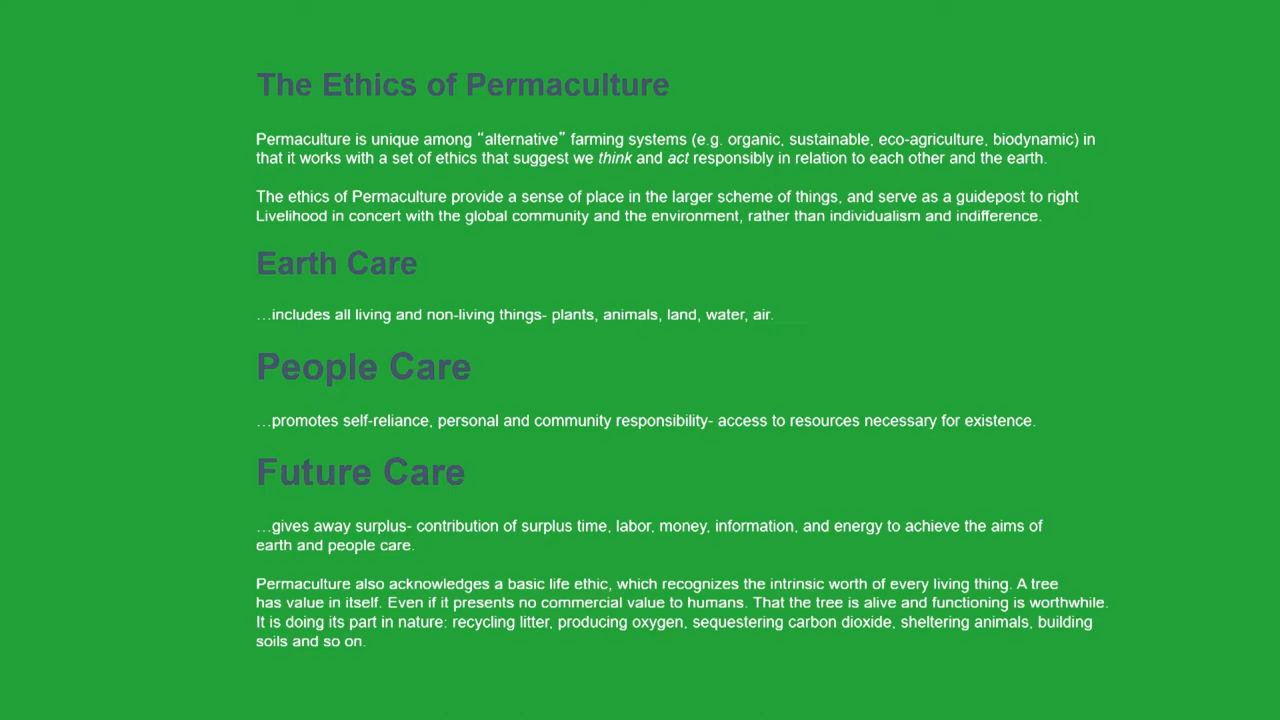 The Ethics of Permaculture
Permaculture is unique among “alternative” farming systems (e.g. organic, sustainable, eco-agriculture, biodynamic) in
that it works with a set of ethics that suggest we think and act responsibly in relation to each other and the earth.
The ethics of Permaculture provide a sense of place in the larger scheme of things, and serve as a guidepost to right
Livelihood in concert with the global community and the environment, rather than individualism and indifference.
Earth Care
…includes all living and non-living things- plants, animals, land, water, air.
People Care
…promotes self-reliance, personal and community responsibility- access to resources necessary for existence.
Future Care
…gives away surplus- contribution of surplus time, labor, money, information, and energy to achieve the aims of
earth and people care.
Permaculture also acknowledges a basic life ethic, which recognizes the intrinsic worth of every living thing. A tree
has value in itself. Even if it presents no commercial value to humans. That the tree is alive and functioning is worthwhile.
It is doing its part in nature: recycling litter, producing oxygen, sequestering carbon dioxide, sheltering animals, building
soils and so on.